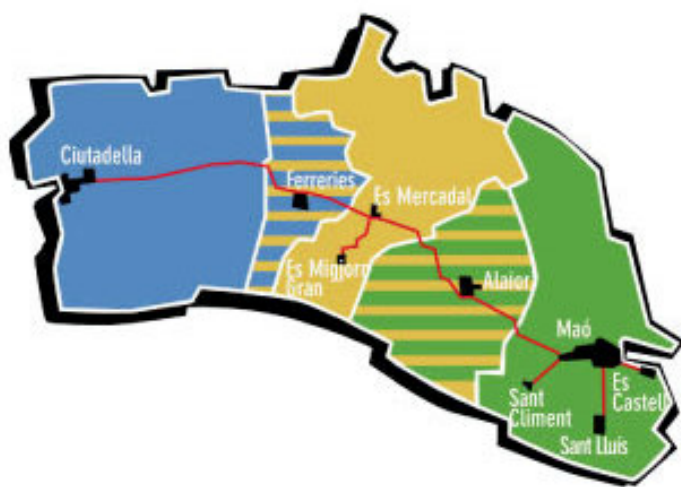 Ciutadella
Ferreries
Es Mercadal
Es Migjorn
Gran
Alaior
Maó
Es
Castell
Sant
Climent
Sant Lluís